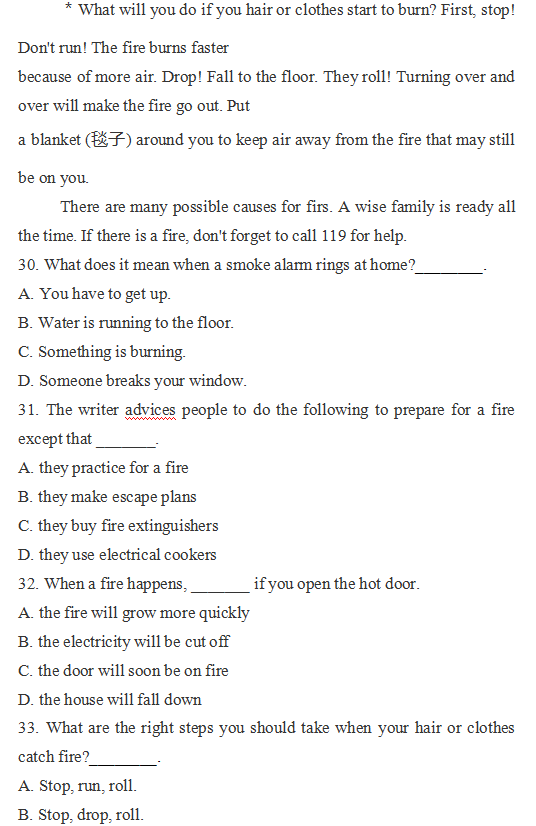 * What will you do if you hair or clothes start to burn? First, stop!
Don't run! The fire burns faster
because of more air. Drop! Fall to the floor. They roll! Turning over and
over will make the fire go out. Put
a blanket (毯子) around you to keep air away from the fire that may still
be on you.
There are many possible causes for firs. A wise family is ready all
the time. If there is a fire, don't forget to call 119 for help.
30. What does it mean when a smoke alarm rings at home?________.
A. You have to get up.
B. Water is running to the floor.
C. Something is burning.
D. Someone breaks your window.
31. The writer advices people to do the following to prepare for a fire
except that _______.
A. they practice for a fire
B. they make escape plans
C. they buy fire extinguishers
D. they use electrical cookers
32. When a fire happens, _______ if you open the hot door.
A. the fire will grow more quickly
B. the electricity will be cut off
C. the door will soon be on fire
D. the house will fall down
33. What are the right steps you should take when your hair or clothes
catch fire?________.
A. Stop, run, roll.
B. Stop, drop, roll.